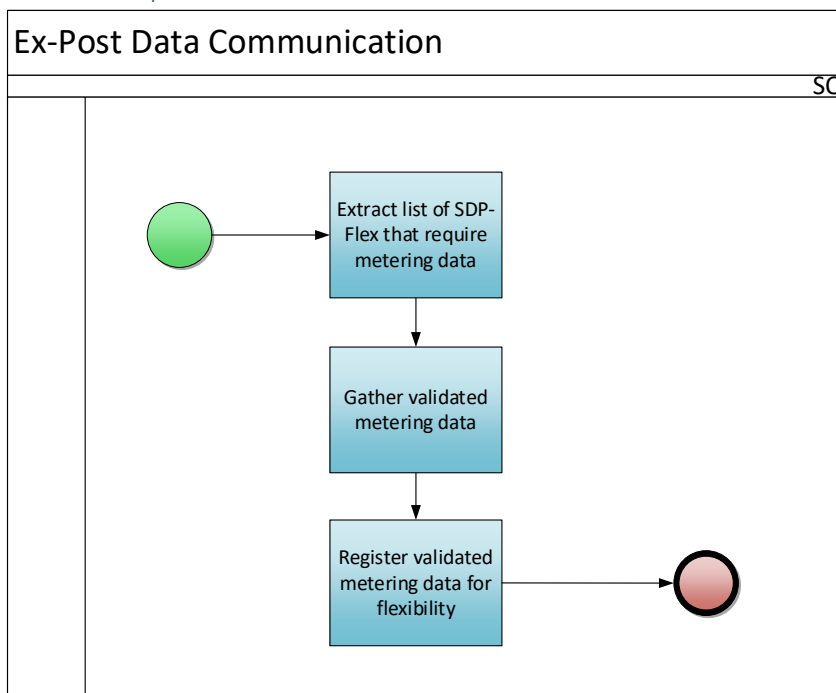 Ex-Post Data Communication
SC
Extract list of SDP-
Flex that require
metering data
Gather validated
metering data
Register validated
metering data for
flexibility